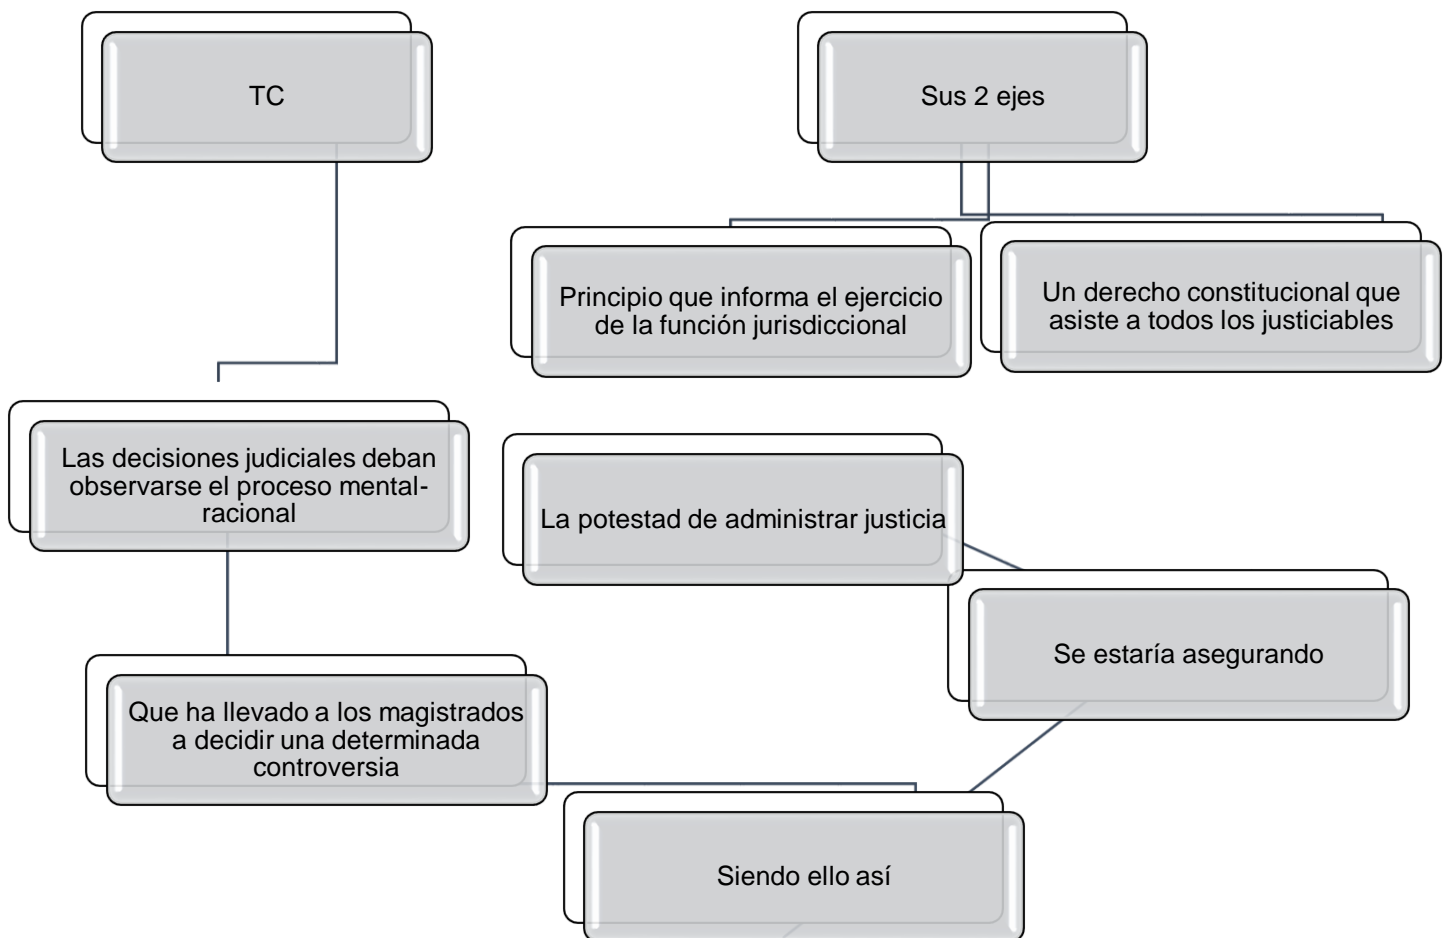 TC
Sus 2 ejes
Principio que informa el ejercicio
de la función jurisdiccional
Un derecho constitucional que
asiste a todos los justiciables
Las decisiones judiciales deban
observarse el proceso mental-
racional
La potestad de administrar justicia
Se estaría asegurando
Que ha llevado a los magistrados
a decidir una determinada
controversia
Siendo ello así